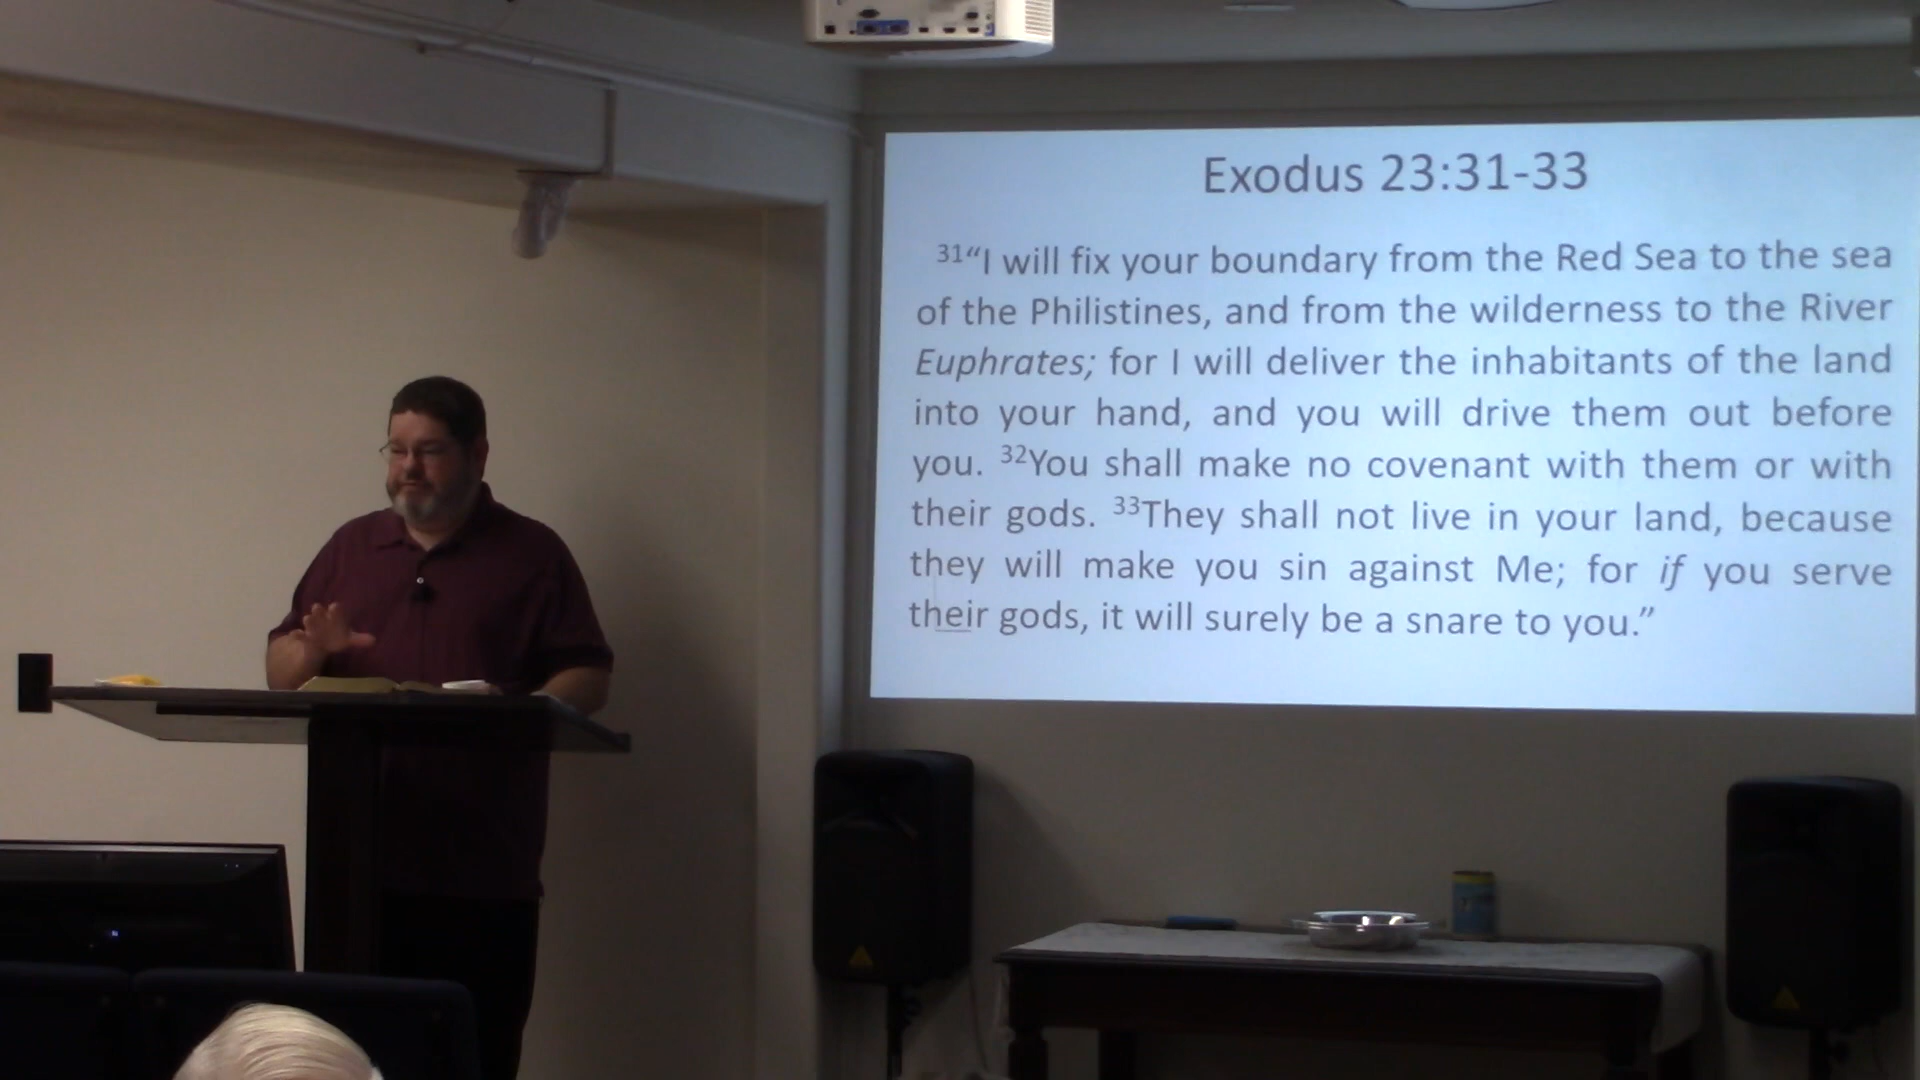 Exodus 23:31-33
31“I will fix your boundary from the Red Sea to the sea
of the Philistines, and from the wilderness to the River
Euphrates; for I will deliver the inhabitants of the land
into your hand, and you will drive them out before
you. 32You shall make no covenant with them or with
their gods. 33They shall not live in your land, because
they will make you sin against Me; for if you serve
their gods, it will surely be a snare to you.”